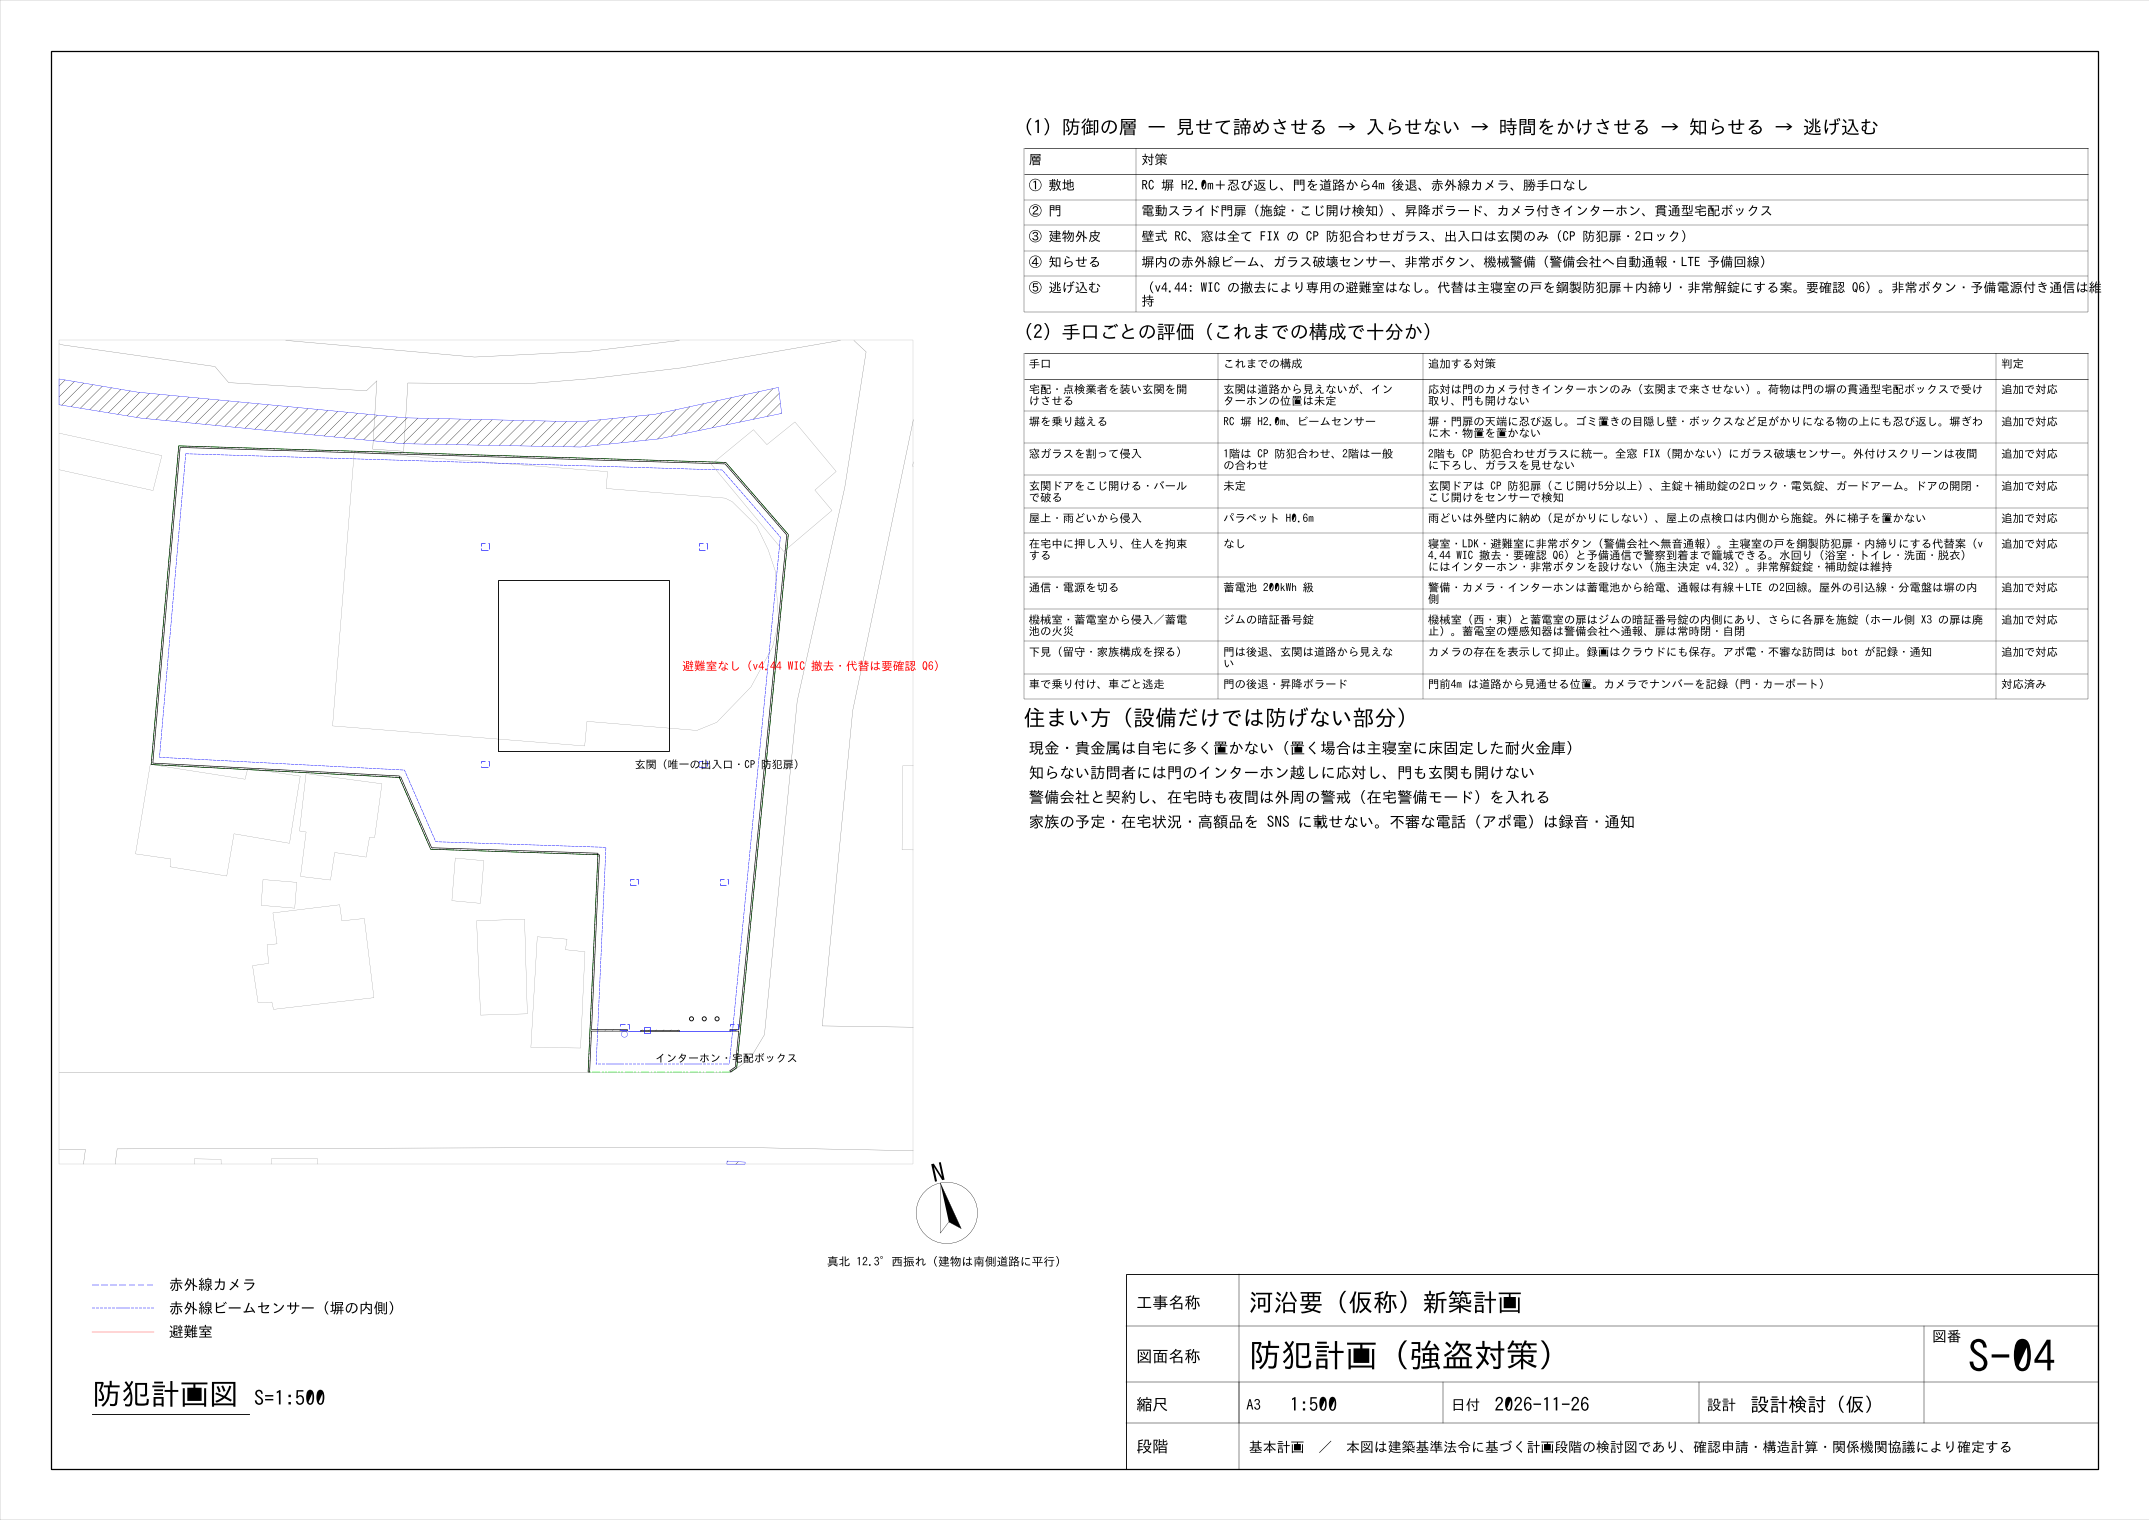 (1) 防御の層 ― 見せて諦めさせる → 入らせない → 時間をかけさせる → 知らせる → 逃げ込む
層 対策
① 敷地 RC 塀 H2.0m＋忍び返し、門を道路から4m 後退、赤外線カメラ、勝手口なし
② 門 電動スライド門扉（施錠・こじ開け検知）、昇降ボラード、カメラ付きインターホン、貫通型宅配ボックス
③ 建物外皮 壁式 RC、窓は全て FIX の CP 防犯合わせガラス、出入口は玄関のみ（CP 防犯扉・2ロック）
④ 知らせる 塀内の赤外線ビーム、ガラス破壊センサー、非常ボタン、機械警備（警備会社へ自動通報・LTE 予備回線）
⑤ 逃げ込む （v4.44: WIC の撤去により専用の避難室はなし。代替は主寝室の戸を鋼製防犯扉＋内締り・非常解錠にする案。要確認 Q6）。非常ボタン・予備電源付き通信は維
持
(2) 手口ごとの評価（これまでの構成で十分か）
手口 これまでの構成 追加する対策 判定
宅配・点検業者を装い玄関を開 玄関は道路から見えないが、イン 応対は門のカメラ付きインターホンのみ（玄関まで来させない）。荷物は門の塀の貫通型宅配ボックスで受け 追加で対応
けさせる ターホンの位置は未定 取り、門も開けない
塀を乗り越える RC 塀 H2.0m、ビームセンサー 塀・門扉の天端に忍び返し。ゴミ置きの目隠し壁・ボックスなど足がかりになる物の上にも忍び返し。塀ぎわ 追加で対応
に木・物置を置かない
窓ガラスを割って侵入 1階は CP 防犯合わせ、2階は一般 2階も CP 防犯合わせガラスに統一。全窓 FIX（開かない）にガラス破壊センサー。外付けスクリーンは夜間 追加で対応
の合わせ に下ろし、ガラスを見せない
玄関ドアをこじ開ける・バール 未定 玄関ドアは CP 防犯扉（こじ開け5分以上）、主錠＋補助錠の2ロック・電気錠、ガードアーム。ドアの開閉・ 追加で対応
で破る こじ開けをセンサーで検知
屋上・雨どいから侵入 パラペット H0.6m 雨どいは外壁内に納め（足がかりにしない）、屋上の点検口は内側から施錠。外に梯子を置かない 追加で対応
在宅中に押し入り、住人を拘束 なし 寝室・LDK・避難室に非常ボタン（警備会社へ無音通報）。主寝室の戸を鋼製防犯扉・内締りにする代替案（v 追加で対応
する 4.44 WIC 撤去・要確認 Q6）と予備通信で警察到着まで籠城できる。水回り（浴室・トイレ・洗面・脱衣）
にはインターホン・非常ボタンを設けない（施主決定 v4.32）。非常解錠錠・補助錠は維持
通信・電源を切る 蓄電池 200kWh 級 警備・カメラ・インターホンは蓄電池から給電、通報は有線＋LTE の2回線。屋外の引込線・分電盤は塀の内 追加で対応
側
機械室・蓄電室から侵入／蓄電 ジムの暗証番号錠 機械室（西・東）と蓄電室の扉はジムの暗証番号錠の内側にあり、さらに各扉を施錠（ホール側 X3 の扉は廃 追加で対応
池の火災 止）。蓄電室の煙感知器は警備会社へ通報、扉は常時閉・自閉
下見（留守・家族構成を探る） 門は後退、玄関は道路から見えな カメラの存在を表示して抑止。録画はクラウドにも保存。アポ電・不審な訪問は bot が記録・通知 追加で対応
い
車で乗り付け、車ごと逃走 門の後退・昇降ボラード 門前4m は道路から見通せる位置。カメラでナンバーを記録（門・カーポート） 対応済み
住まい方（設備だけでは防げない部分）
現金・貴金属は自宅に多く置かない（置く場合は主寝室に床固定した耐火金庫）
知らない訪問者には門のインターホン越しに応対し、門も玄関も開けない
警備会社と契約し、在宅時も夜間は外周の警戒（在宅警備モード）を入れる
家族の予定・在宅状況・高額品を SNS に載せない。不審な電話（アポ電）は録音・通知
避難室なし（v4.44 WIC 撤去・代替は要確認 Q6）
玄関（唯一の出入口・CP 防犯扉）
インターホン・宅配ボックス
N
真北 12.3° 西振れ（建物は南側道路に平行）
赤外線カメラ
赤外線ビームセンサー（塀の内側）
避難室
防犯計画図 S=1:500
工事名称 河沿要（仮称）新築計画
図面名称 防犯計画（強盗対策） 図番 S-04
縮尺 A3 1:500 日付 2026-11-26 設計 設計検討（仮）
段階 基本計画 ／ 本図は建築基準法令に基づく計画段階の検討図であり、確認申請・構造計算・関係機関協議により確定する